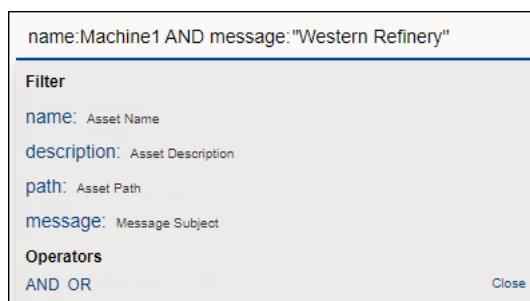 name:Machine1 AND message:"Western Refinery"
Filter
name: Asset Name
description: Asset Description
path: Asset Path
message: Message Subject
Operators
AND OR Close